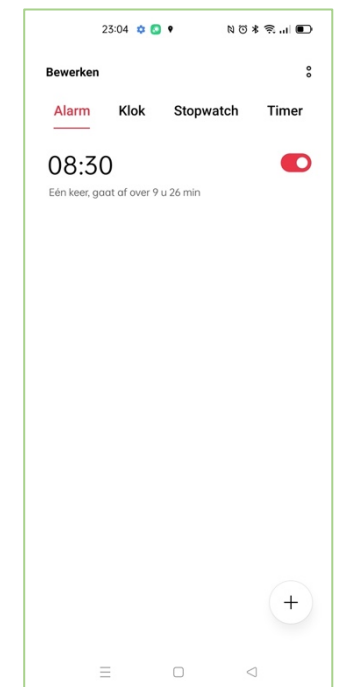 23:04
Bewerken
Alarm Klok Stopwatch Timer
08:30
Eén keer, gaat af over 9 u 26 min